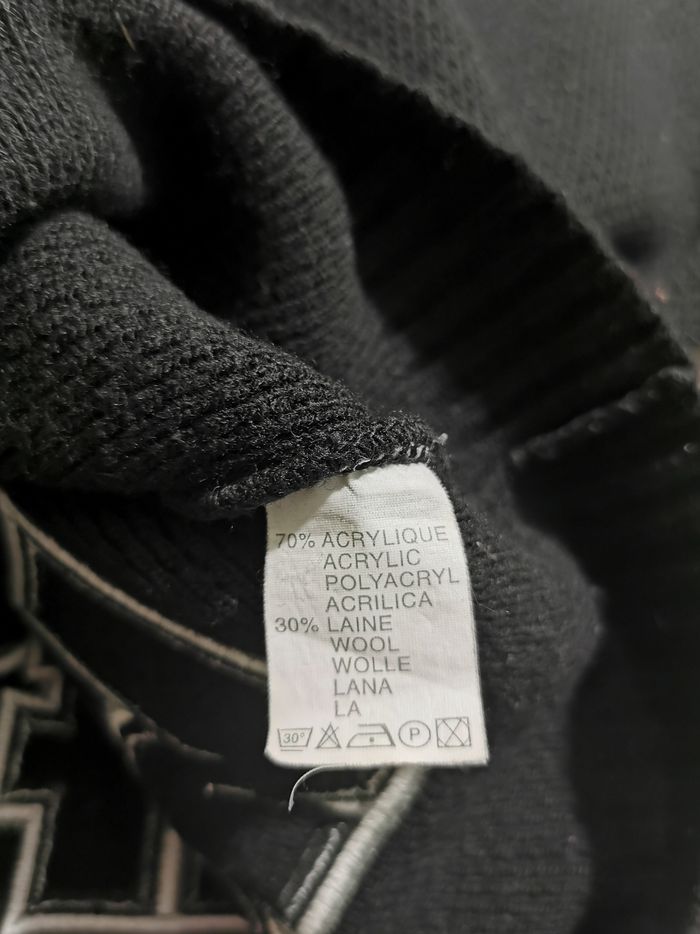 70% ACRYLIQUE
ACRYLIC
POLYACRYL
ACRILICA
30% LAINE
WOOL
WOLLE
LANA
LA
30° P